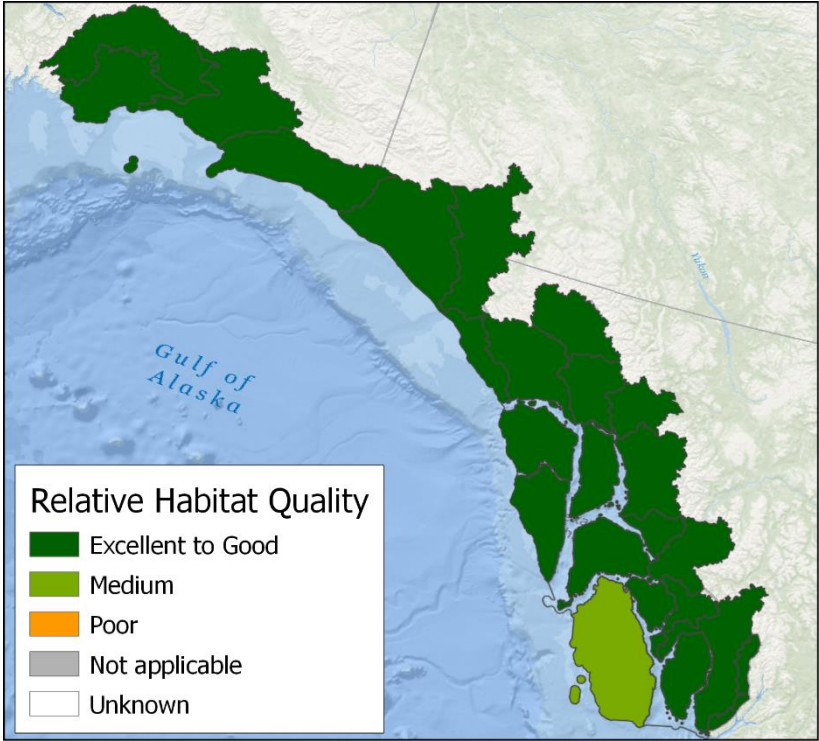 Yukon
Gulf of
Alaska
Relative Habitat Quality
Excellent to Good
Medium
Poor
Not applicable
Unknown